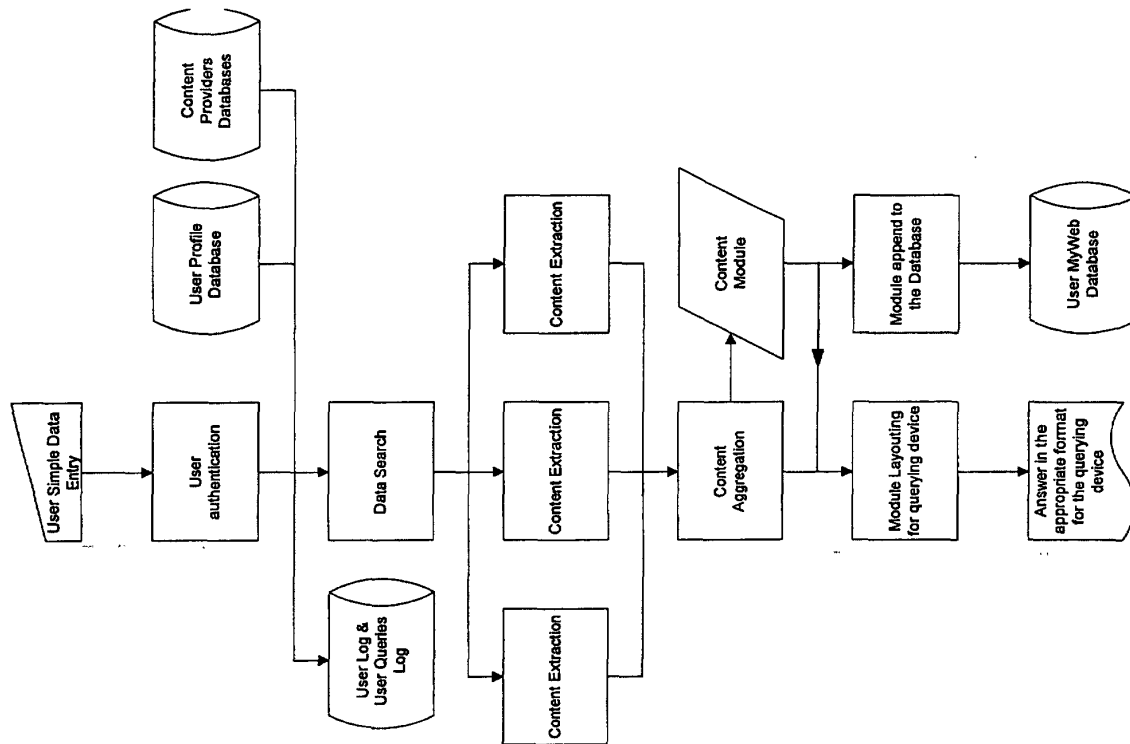 User Simple Data
Entry
User
authentication
User Profile
Database
Content
Providers
Databases
User Log &
User Queries
Log
Data Search
Content Extraction
Content Extraction
Content Extraction
Content
Aggregation
Content
Module
Module Layouting
for querying device
Module append to
the Database
Answer in the
appropriate format
for the querying
device
User MyWeb
Database